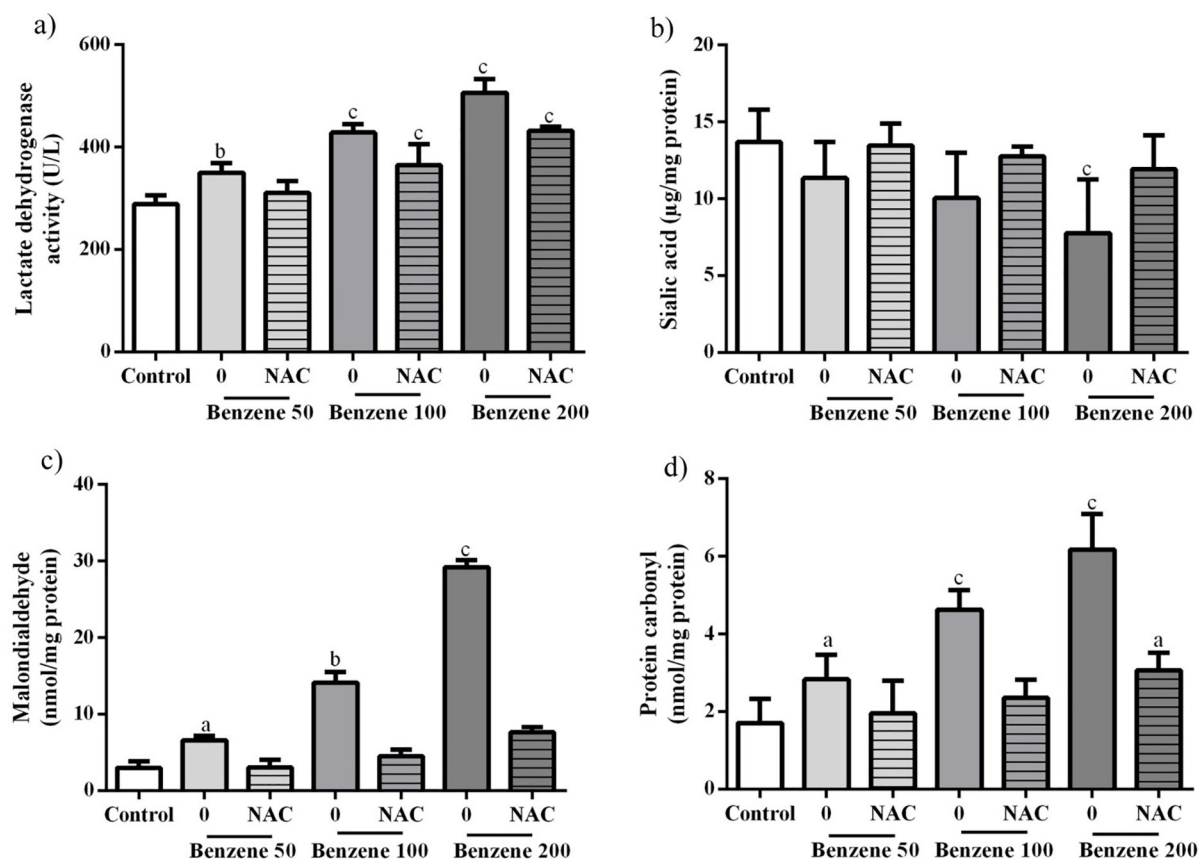 a)
Lactate dehydrogenase
activity (U/L)
600
400
200
0
b
c
c
c
c
Control
0
NAC
0
NAC
0
NAC
Benzene 50
Benzene 100
Benzene 200
b)
Sialic acid (µg/mg protein)
20
15
10
5
0
c
Control
0
NAC
0
NAC
0
NAC
Benzene 50
Benzene 100
Benzene 200
c)
Malondialdehyde
(nmol/mg protein)
40
30
20
10
0
a
b
c
Control
0
NAC
0
NAC
0
NAC
Benzene 50
Benzene 100
Benzene 200
d)
Protein carbonyl
(nmol/mg protein)
8
6
4
2
0
a
c
c
a
Control
0
NAC
0
NAC
0
NAC
Benzene 50
Benzene 100
Benzene 200